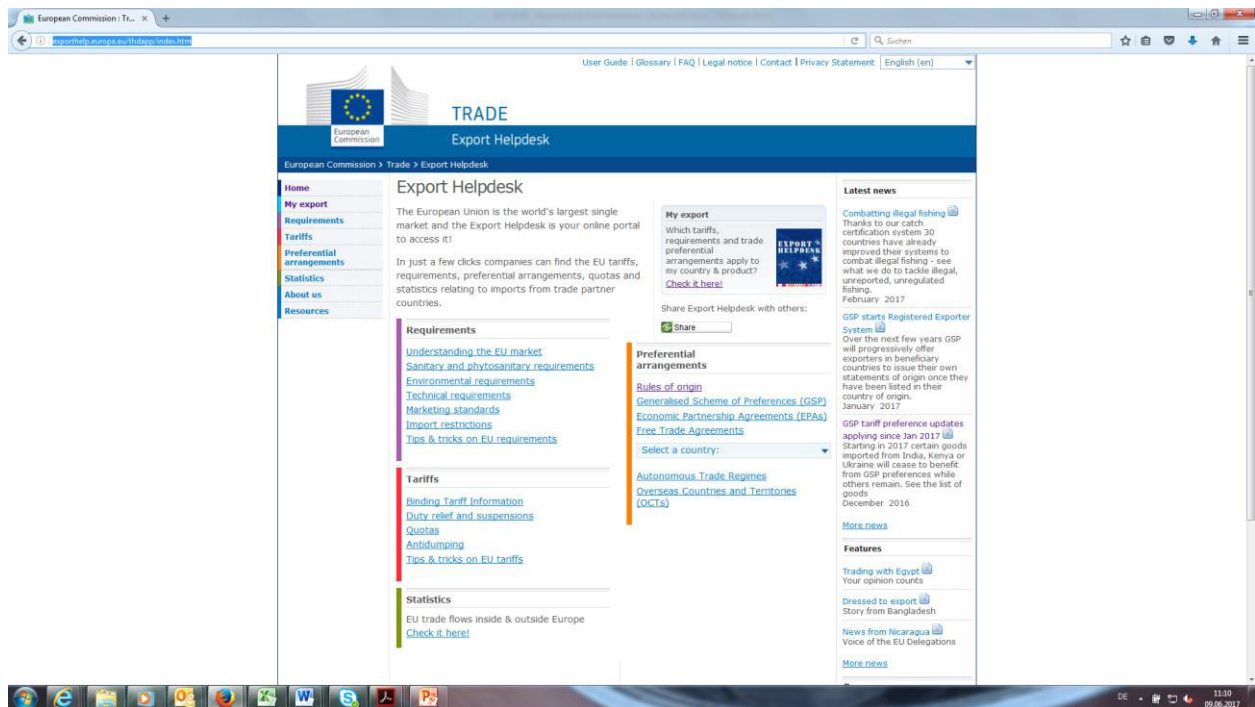 European Commission : Tr...
exporthelp.europa.eu/thdapp/index.htm
Suchen
User Guide | Glossary | FAQ | Legal notice | Contact | Privacy Statement
English (en)
European
Commission
TRADE
Export Helpdesk
European Commission > Trade > Export Helpdesk
Home
My export
Requirements
Tariffs
Preferential
arrangements
Statistics
About us
Resources
Export Helpdesk
The European Union is the world's largest single
market and the Export Helpdesk is your online portal
to access it!
In just a few clicks companies can find the EU tariffs,
requirements, preferential arrangements, quotas and
statistics relating to imports from trade partner
countries.
My export
Which tariffs,
requirements and trade
preferential
arrangements apply to
my country & product?
Check it here!
EXPORT
HELPDESK
Share Export Helpdesk with others:
Share
Requirements
Understanding the EU market
Sanitary and phytosanitary requirements
Environmental requirements
Technical requirements
Marketing standards
Import restrictions
Tips & tricks on EU requirements
Tariffs
Binding Tariff Information
Duty relief and suspensions
Quotas
Antidumping
Tips & tricks on EU tariffs
Statistics
EU trade flows inside & outside Europe
Check it here!
Preferential
arrangements
Rules of origin
Generalised Scheme of Preferences (GSP)
Economic Partnership Agreements (EPAs)
Free Trade Agreements
Select a country:
Autonomous Trade Regimes
Overseas Countries and Territories
(OCTs)
Latest news
Combatting illegal fishing
Thanks to our catch
certification system 30
countries have already
improved their systems to
combat illegal fishing - see
what we do to tackle illegal,
unreported, unregulated
fishing.
February 2017
GSP starts Registered Exporter
System
Over the next few years GSP
will progressively offer
exporters in beneficiary
countries to issue their own
statements of origin once they
have been listed in their
country of origin.
January 2017
GSP tariff preference updates
applying since Jan 2017
Starting in 2017 certain goods
imported from India, Kenya or
Ukraine will cease to benefit
from GSP preferences while
others remain. See the list of
goods
December 2016
More news
Features
Trading with Egypt
Your opinion counts
Dressed to export
Story from Bangladesh
News from Nicaragua
Voice of the EU Delegations
More news
DE
11:10
09.06.2017